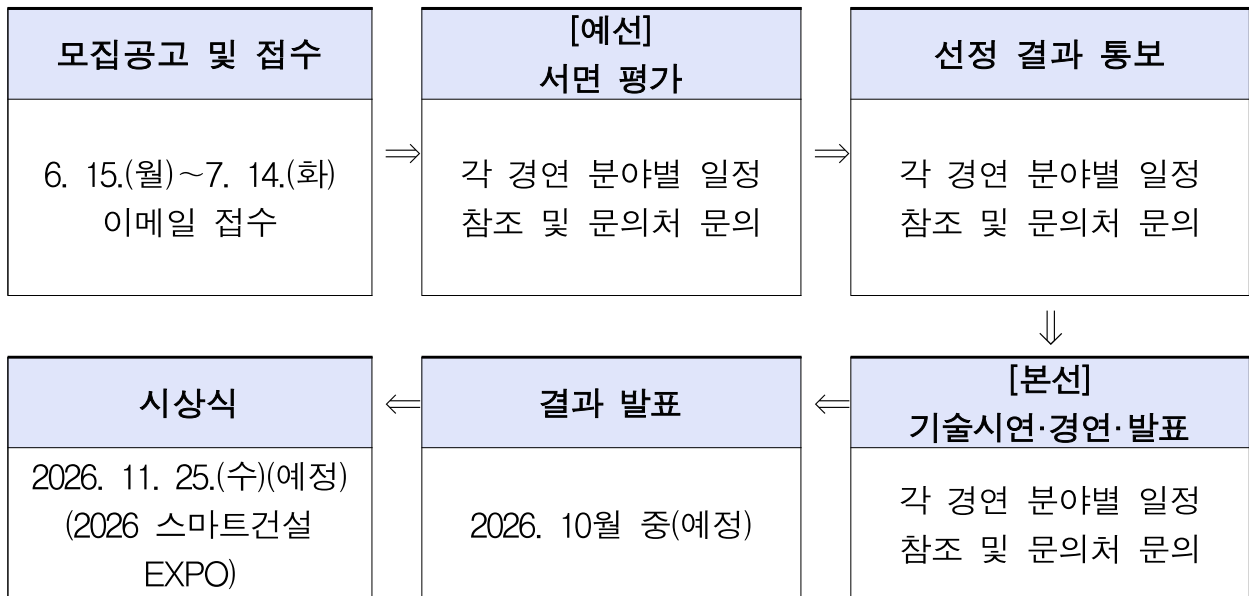 모집공고 및 접수
6. 15.(월)~7. 14.(화)
이메일 접수
⇒
[예선]
서면 평가
각 경연 분야별 일정
참조 및 문의처 문의
⇒
선정 결과 통보
각 경연 분야별 일정
참조 및 문의처 문의
⇓
[본선]
기술시연·경연·발표
각 경연 분야별 일정
참조 및 문의처 문의
⇐
결과 발표
2026. 10월 중(예정)
⇐
시상식
2026. 11. 25.(수)(예정)
(2026 스마트건설
EXPO)